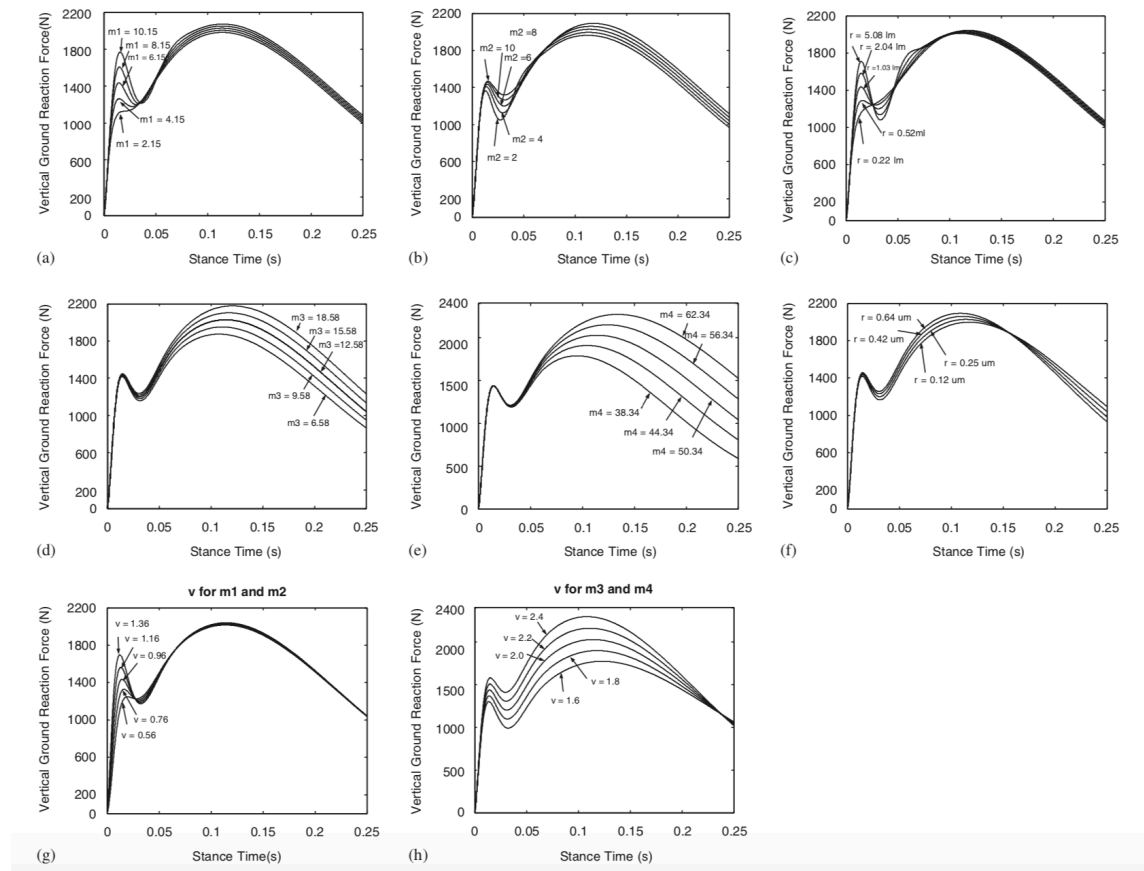 Vertical Ground Reaction Force(N)
2200
1800
1400
1000
600
200
0
m1 = 10.15
m1 = 8.15
m1 = 6.15
m1 = 4.15
m1 = 2.15
0 0.05 0.1 0.15 0.2 0.25
(a) Stance Time (s)
Vertical Ground Reaction Force (N)
2200
1800
1400
1000
600
200
0
m2 =8
m2 = 10
m2 =6
m2 = 4
m2 = 2
0 0.05 0.1 0.15 0.2 0.25
(b) Stance Time (s)
Vertical Ground Reaction Force (N)
2200
1800
1400
1000
600
200
0
r = 5.08 lm
r = 2.04 lm
r =1.03 lm
r = 0.52ml
r = 0.22 lm
0 0.05 0.1 0.15 0.2 0.25
(c) Stance Time (s)
Vertical Ground Reaction Force (N)
2200
1800
1400
1000
600
200
0
m3 = 18.58
m3 = 15.58
m3 =12.58
m3 = 9.58
m3 = 6.58
0 0.05 0.1 0.15 0.2 0.25
(d) Stance Time (s)
Vertical Ground Reaction Force (N)
2400
2000
1500
1000
500
0
m4 = 62.34
m4 = 56.34
m4 = 38.34
m4 = 44.34
m4 = 50.34
0 0.05 0.1 0.15 0.2 0.25
(e) Stance Time (s)
Vertical Ground Reaction Force (N)
2200
1800
1400
1000
600
200
0
r = 0.64 um
r = 0.42 um
r = 0.25 um
r = 0.12 um
0 0.05 0.1 0.15 0.2 0.25
(f) Stance Time (s)
v for m1 and m2
Vertical Ground Reaction Force (N)
2200
1800
1400
1000
600
200
0
v = 1.36
v = 1.16
v = 0.96
v = 0.76
v = 0.56
0 0.05 0.1 0.15 0.2 0.25
(g) Stance Time(s)
v for m3 and m4
Vertical Ground Reaction Force (N)
2400
2000
1500
1000
500
0
v = 2.4
v = 2.2
v = 2.0
v = 1.8
v = 1.6
0 0.05 0.1 0.15 0.2 0.25
(h) Stance Time (s)